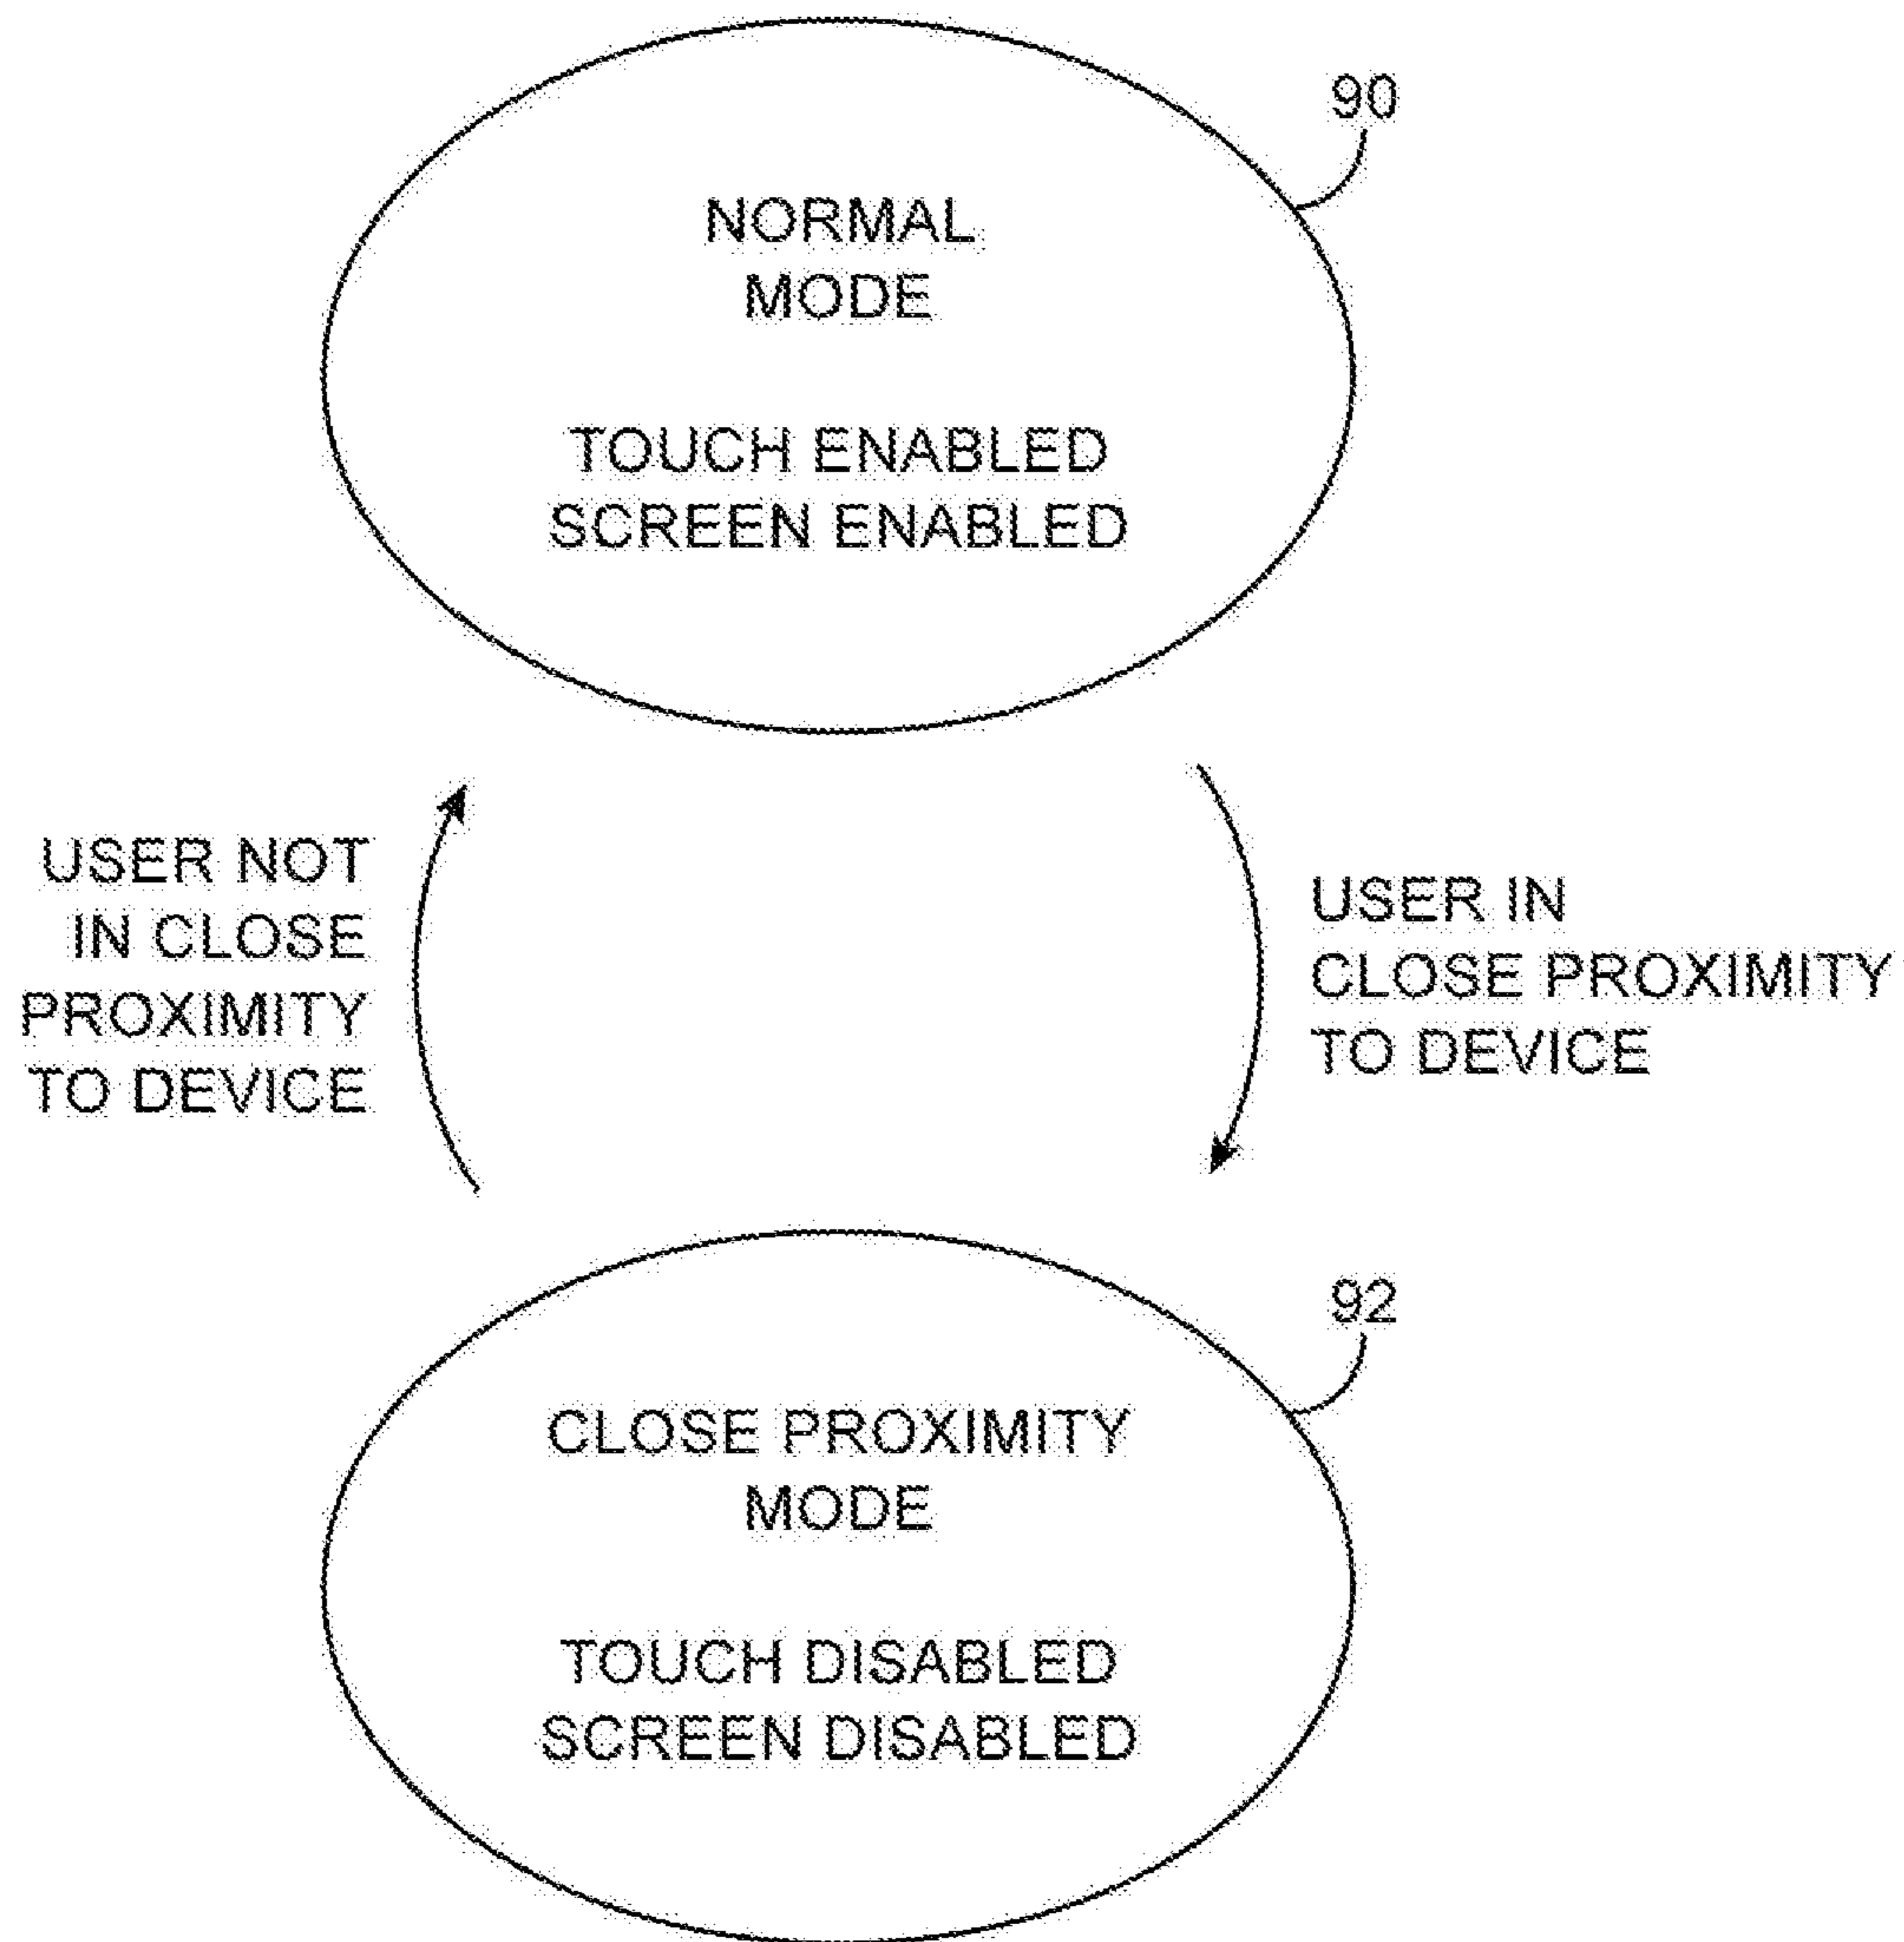 90
NORMAL
MODE
TOUCH ENABLED
SCREEN ENABLED
USER NOT
IN CLOSE
PROXIMITY
TO DEVICE
USER IN
CLOSE PROXIMITY
TO DEVICE
92
CLOSE PROXIMITY
MODE
TOUCH DISABLED
SCREEN DISABLED